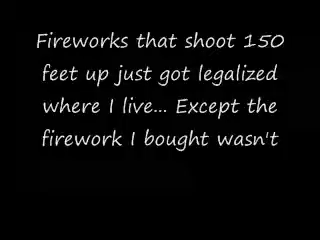 Fireworks that shoot 150
feet up just got legalized
where I live... Except the
firework I bought wasn't